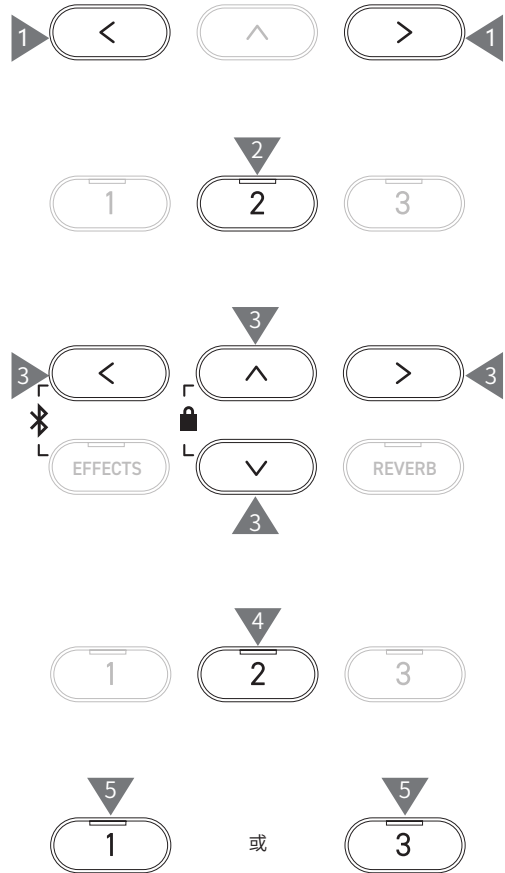 1 < ∧ > 1
2
1 2 3
3
3 < ∧ > 3
EFFECTS ∨ REVERB
3
4
1 2 3
5 5
1 或 3